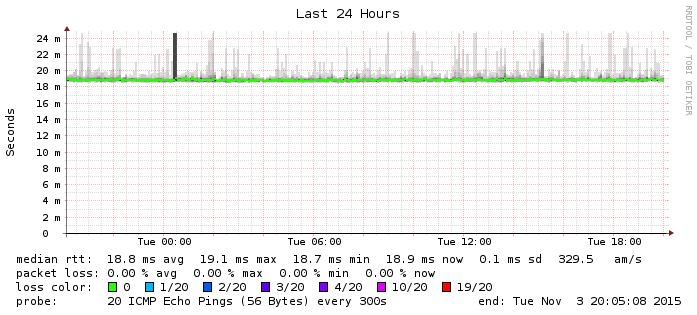 Last 24 Hours
RRDTOOL / TOBI OETIKER
Seconds
24 m
22 m
20 m
18 m
16 m
14 m
12 m
10 m
8 m
6 m
4 m
2 m
0
Tue 00:00 Tue 06:00 Tue 12:00 Tue 18:00
median rtt: 18.8 ms avg 19.1 ms max 18.7 ms min 18.9 ms now 0.1 ms sd 329.5 am/s
packet loss: 0.00 % avg 0.00 % max 0.00 % min 0.00 % now
loss color: 0 1/20 2/20 3/20 4/20 10/20 19/20
probe: 20 ICMP Echo Pings (56 Bytes) every 300s end: Tue Nov 3 20:05:08 2015